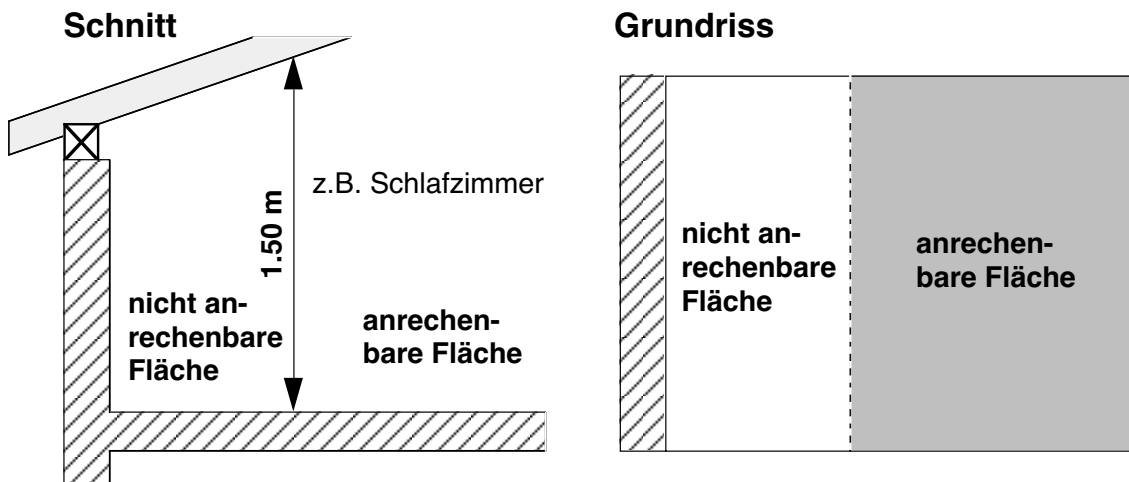 Schnitt
z.B. Schlafzimmer
1.50 m
nicht an-
rechenbare
Fläche
anrechen-
bare Fläche
Grundriss
nicht an-
rechenbare
Fläche
anrechen-
bare Fläche